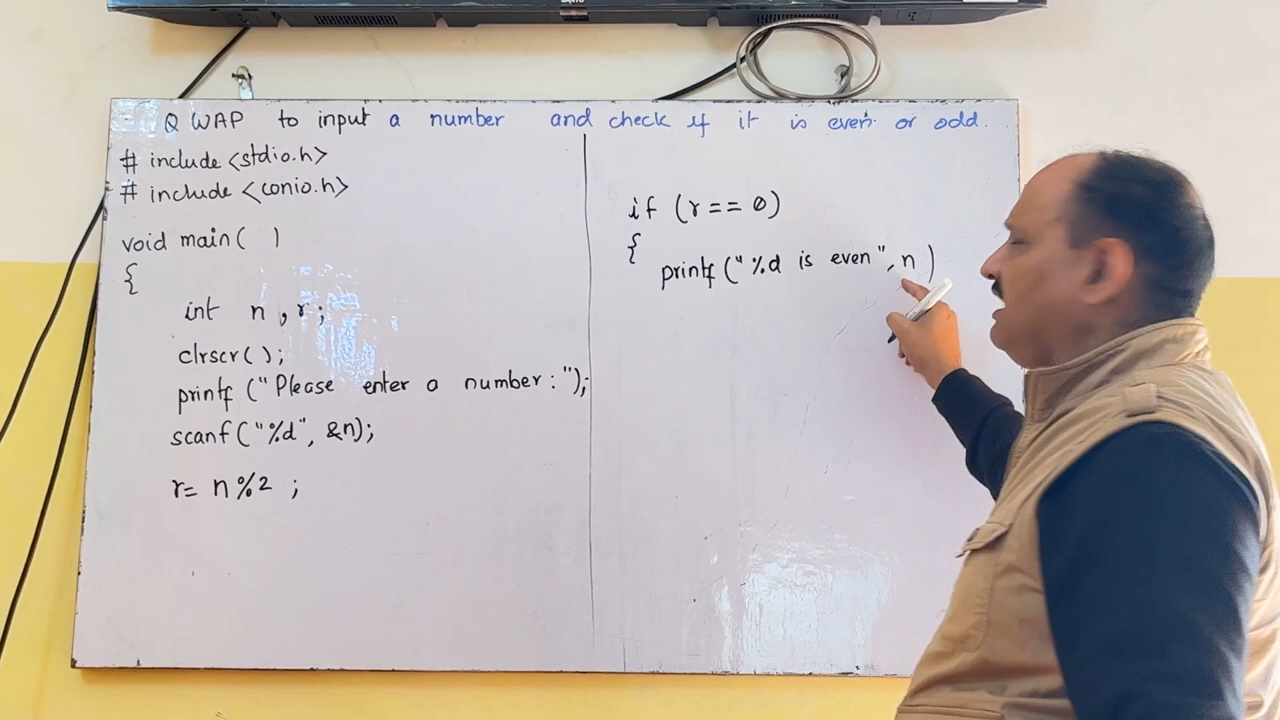 Q WAP to input a number and check if it is even or odd.
# include <stdio.h>
# include <conio.h>
void main( )
{
int n , r;
clrscr( );
printf ("Please enter a number : ");
scanf ("%d", &n);
r= n%2 ;
if (r == 0)
{
printf (" %d is even ", n )